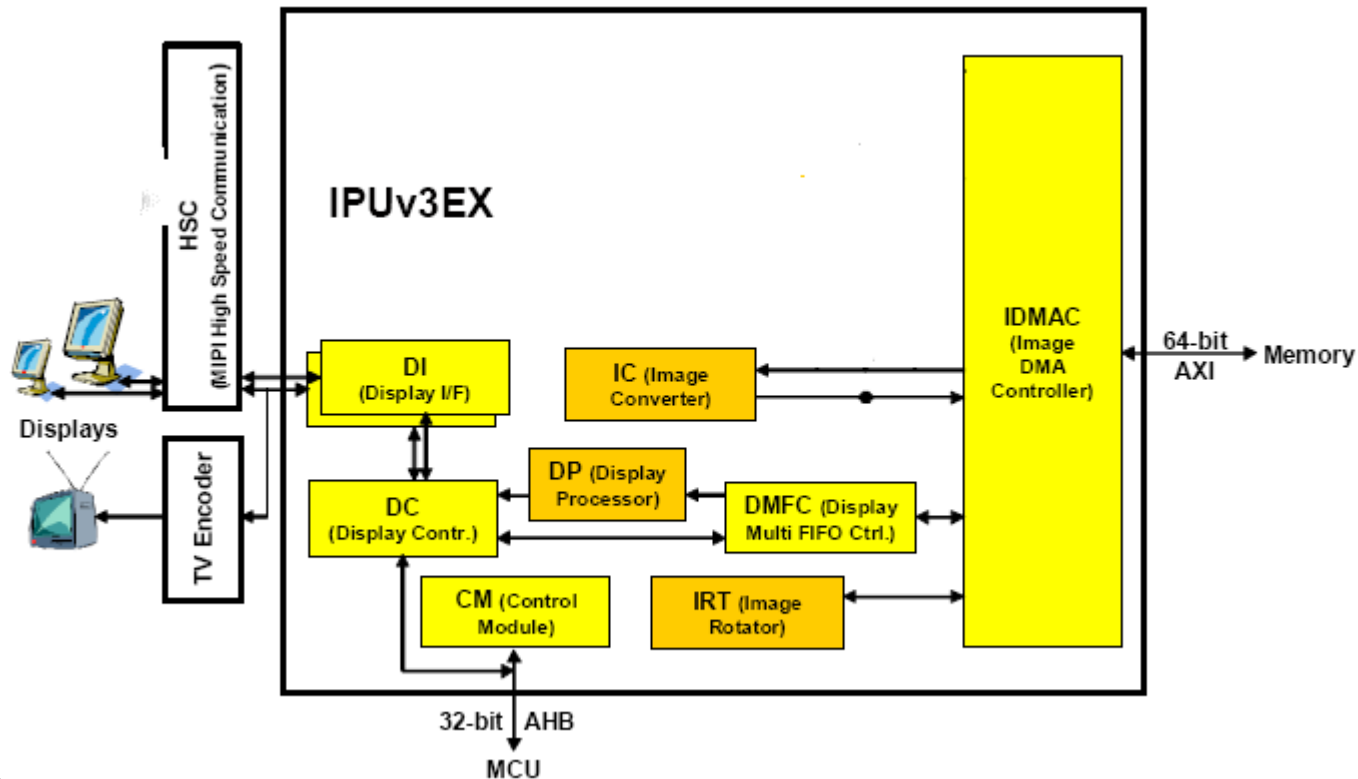 HSC
(MIPI High Speed Communication)
IPUv3EX
IDMAC
(Image
DMA
Controller)
64-bit
AXI
Memory
DI
(Display I/F)
IC (Image
Converter)
Displays
TV Encoder
DC
(Display Contr.)
DP (Display
Processor)
DMFC (Display
Multi FIFO Ctrl.)
CM (Control
Module)
IRT (Image
Rotator)
32-bit
AHB
MCU